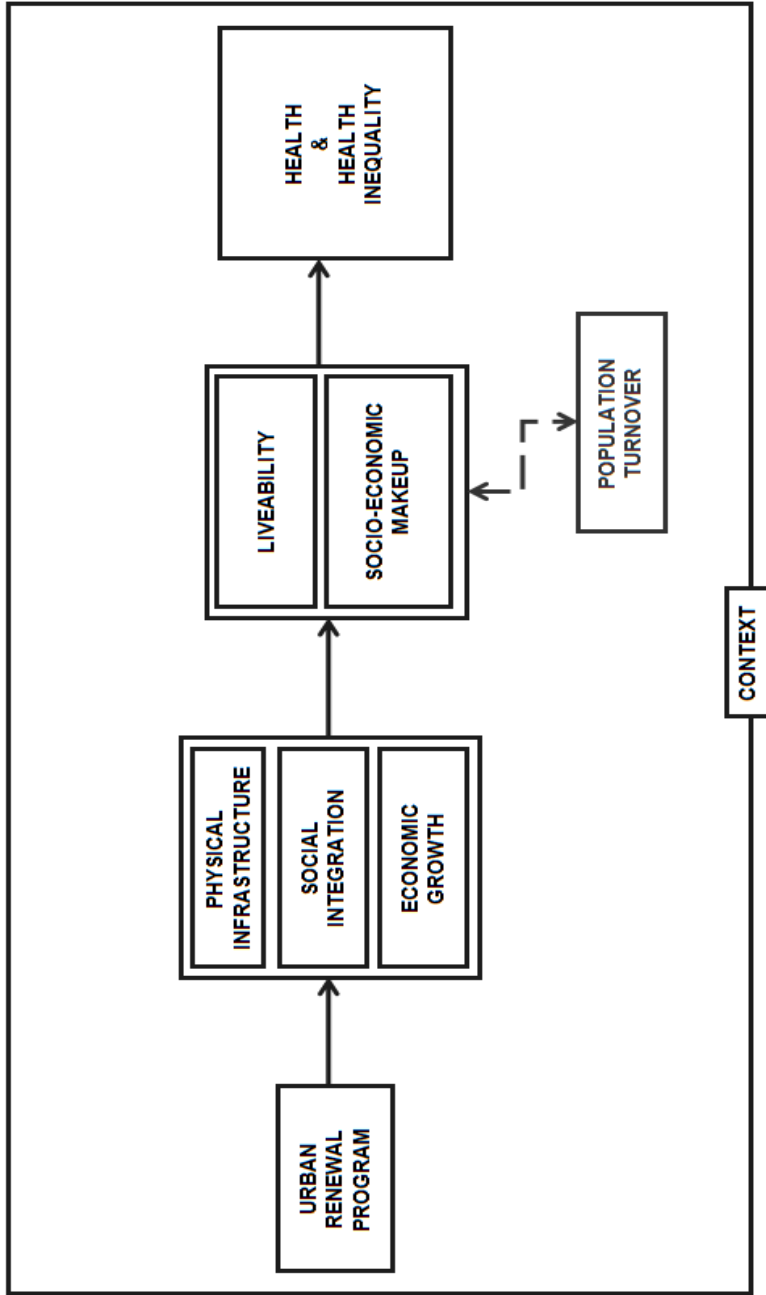 URBAN
RENEWAL
PROGRAM
PHYSICAL
INFRASTRUCTURE
SOCIAL
INTEGRATION
ECONOMIC
GROWTH
LIVEABILITY
SOCIO-ECONOMIC
MAKEUP
POPULATION
TURNOVER
HEALTH
&
HEALTH
INEQUALITY
CONTEXT